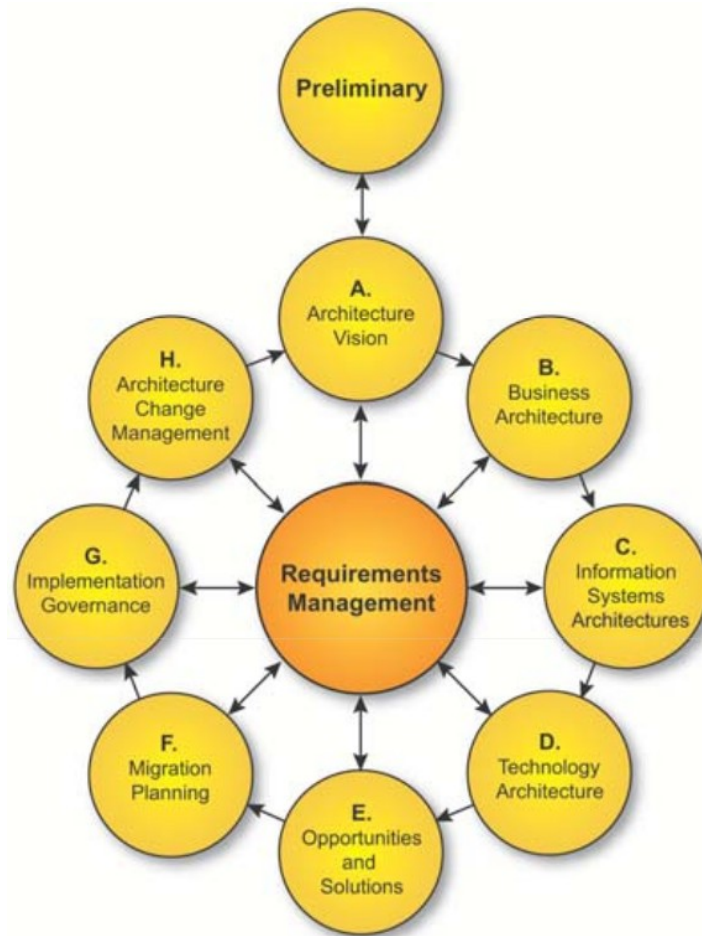 Preliminary
A.
Architecture
Vision
B.
Business
Architecture
C.
Information
Systems
Architectures
D.
Technology
Architecture
E.
Opportunities
and
Solutions
F.
Migration
Planning
G.
Implementation
Governance
H.
Architecture
Change
Management
Requirements
Management